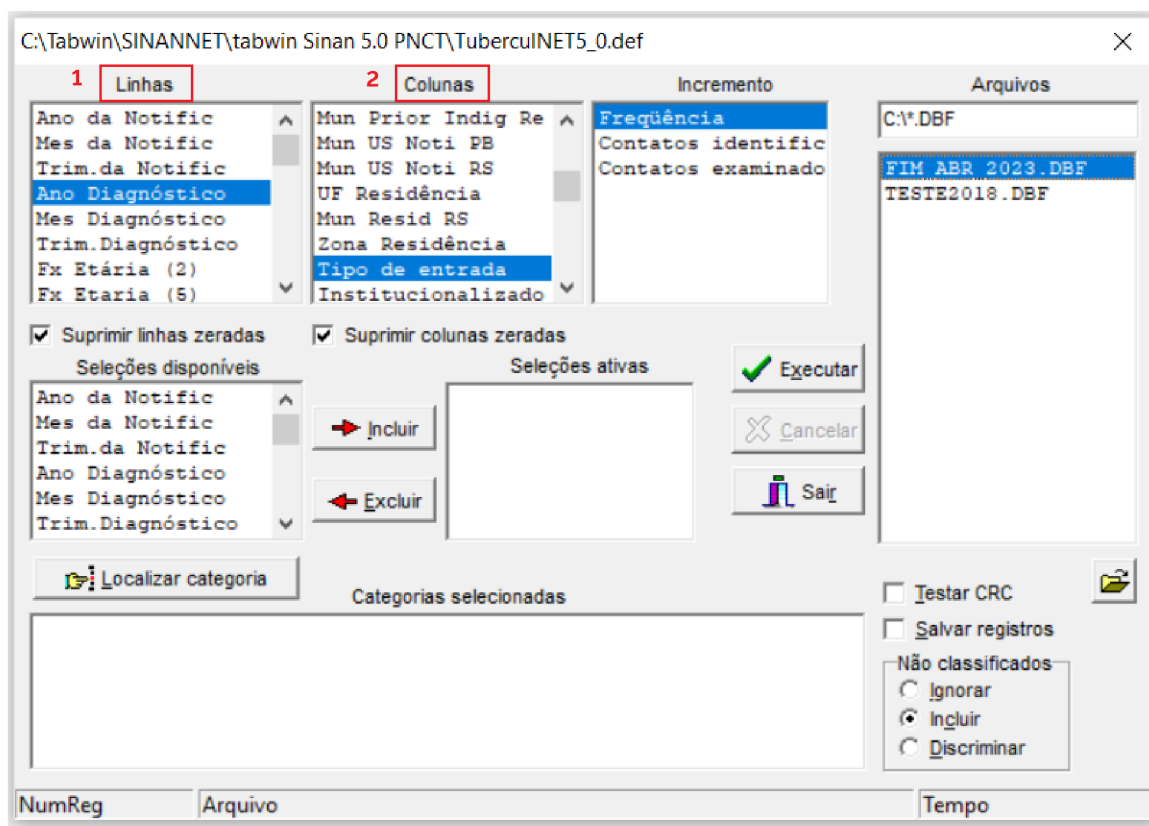 C:\Tabwin\SINANNET\tabwin Sinan 5.0 PNCT\TuberculNET5_0.def
1 Linhas
2 Colunas
Incremento
Arquivos
Ano da Notific
Mes da Notific
Trim.da Notific
Ano Diagnóstico
Mes Diagnóstico
Trim.Diagnóstico
Fx Etária (2)
Fx Etaria (5)
Mun Prior Indig Re
Mun US Noti PB
Mun US Noti RS
UF Residência
Mun Resid RS
Zona Residência
Tipo de entrada
Institucionalizado
Freqüência
Contatos identific
Contatos examinado
C:\*.DBF
FIM ABR 2023.DBF
TESTE2018.DBF
Suprimir linhas zeradas
Suprimir colunas zeradas
Seleções disponíveis
Ano da Notific
Mes da Notific
Trim.da Notific
Ano Diagnóstico
Mes Diagnóstico
Trim.Diagnóstico
Incluir
Excluir
Seleções ativas
Executar
Cancelar
Sair
Localizar categoria
Categorias selecionadas
Testar CRC
Salvar registros
Não classificados
Ignorar
Incluir
Discriminar
NumReg
Arquivo
Tempo